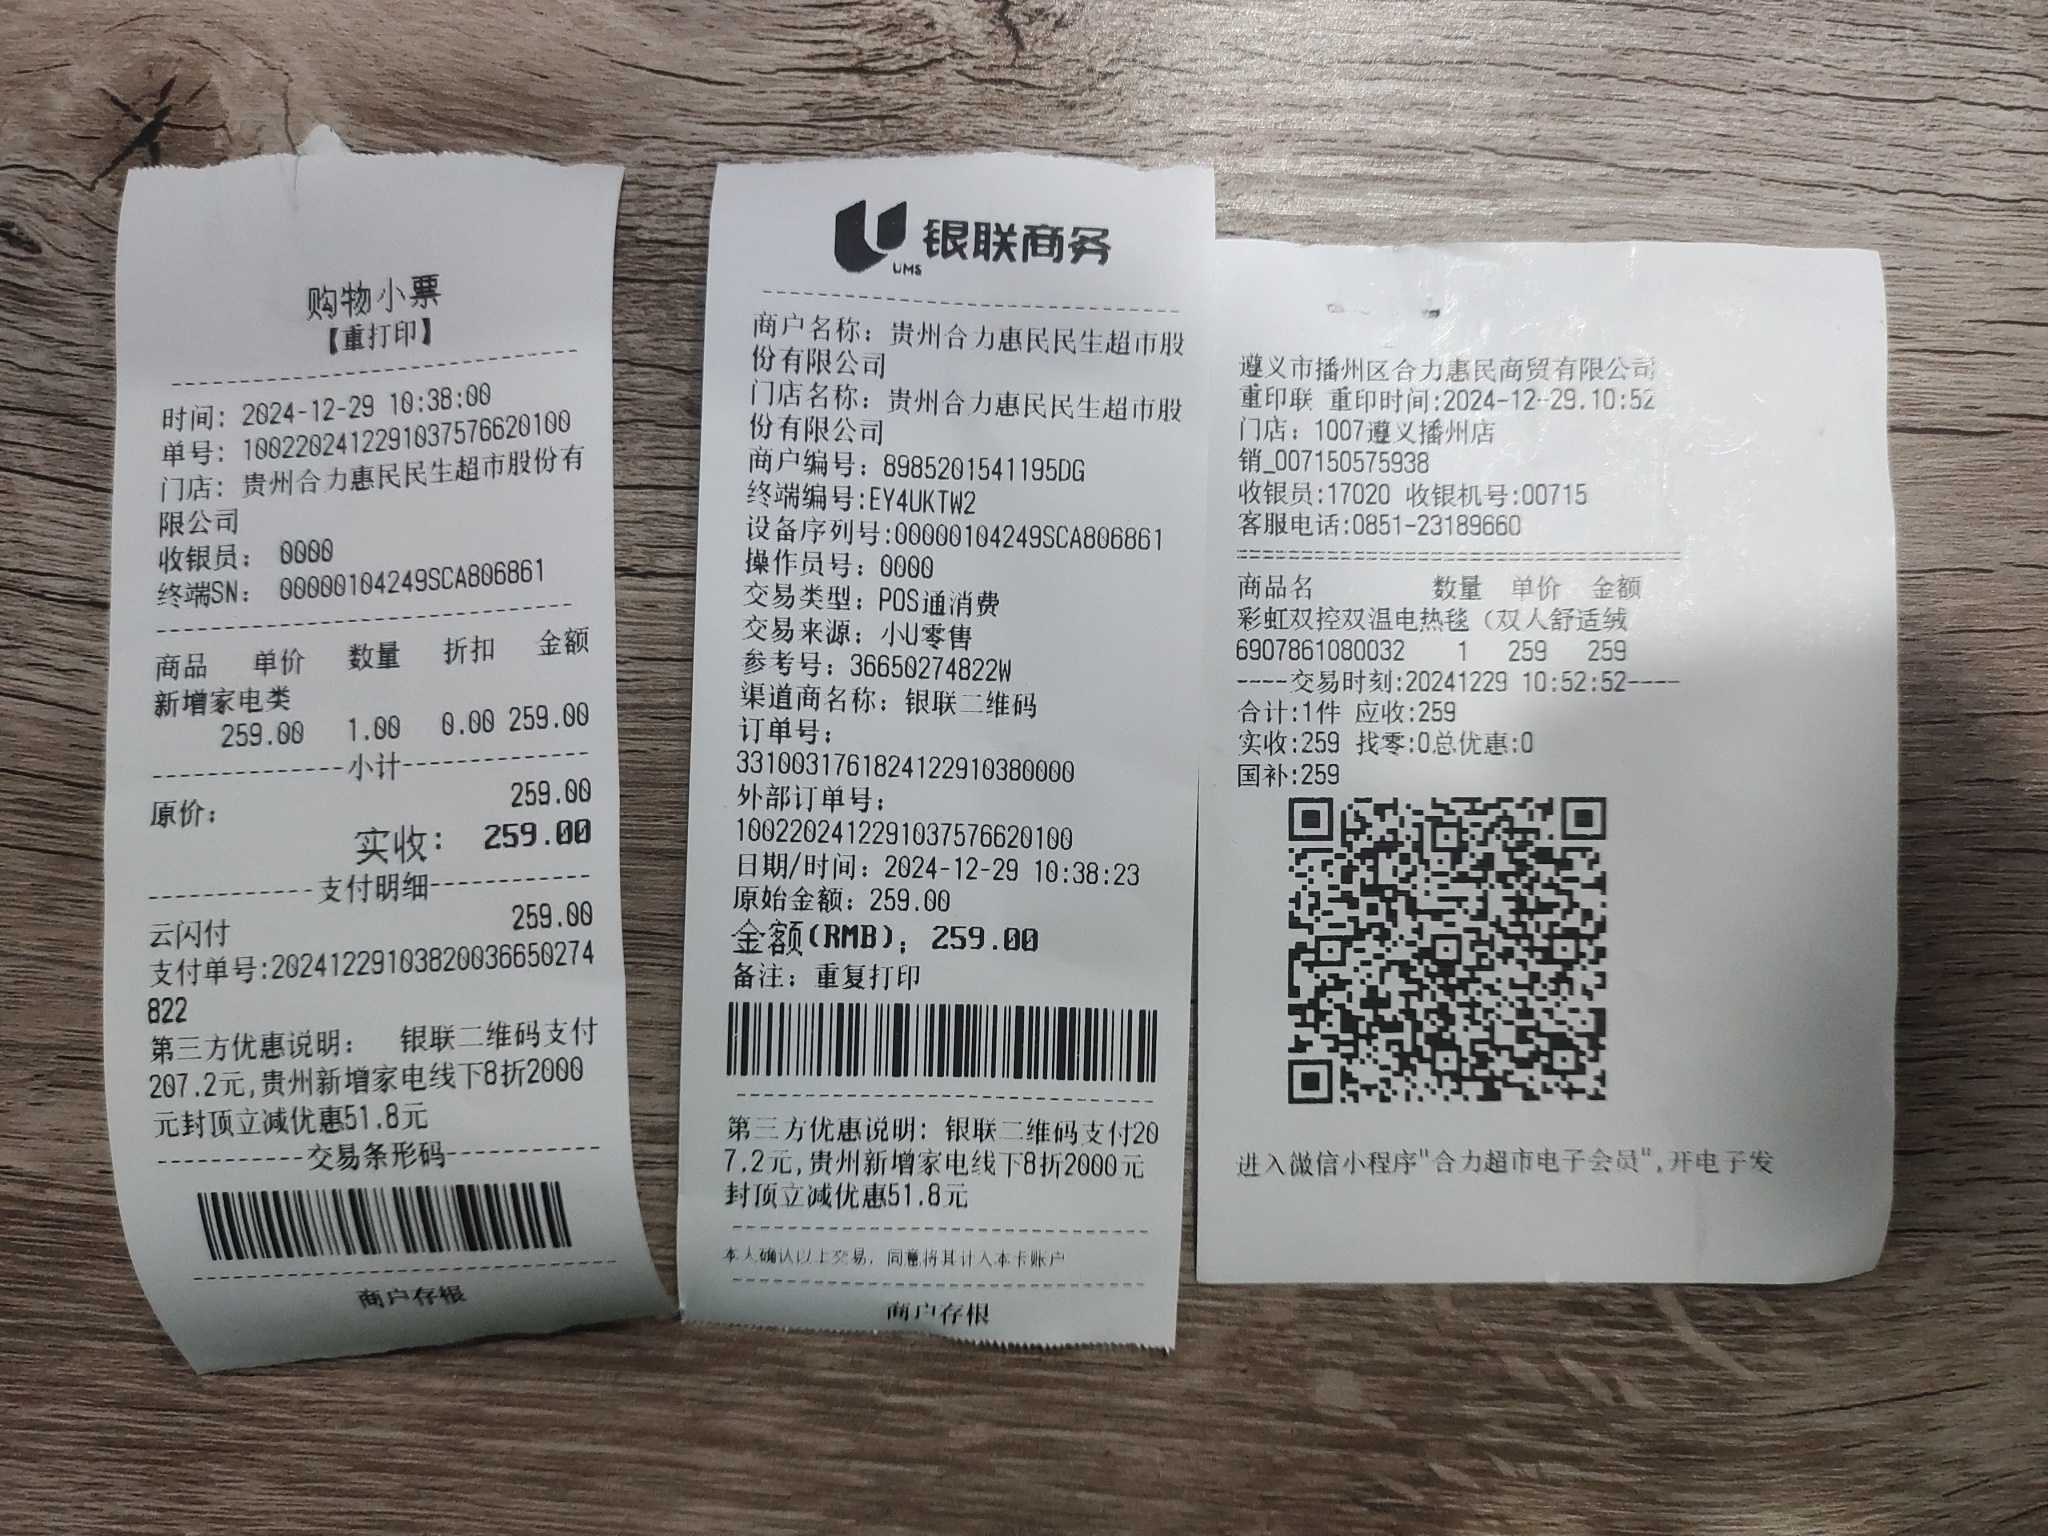 购物小票
【重打印】
时间: 2024-12-29 10:38:00
单号: 1002202412291037576620100
门店: 贵州合力惠民民生超市股份有
限公司
收银员: 0000
终端SN: 00000104249SCA806861
商品 单价 数量 折扣 金额
新增家电类
259.00 1.00 0.00 259.00
小计
原价: 259.00
实收: 259.00
支付明细
云闪付 259.00
支付单号:20241229103820036650274
822
第三方优惠说明: 银联二维码支付
207.2元,贵州新增家电线下8折2000
元封顶立减优惠51.8元
交易条形码
商户存根
银联商务
UMS
商户名称: 贵州合力惠民民生超市股
份有限公司
门店名称: 贵州合力惠民民生超市股
份有限公司
商户编号: 8985201541195DG
终端编号:EY4UKTW2
设备序列号:00000104249SCA806861
操作员号: 0000
交易类型: POS通消费
交易来源: 小U零售
参考号: 36650274822W
渠道商名称: 银联二维码
订单号:
33100317618241229103800​00
外部订单号:
1002202412291037576620100
日期/时间: 2024-12-29 10:38:23
原始金额: 259.00
金额(RMB): 259.00
备注: 重复打印
第三方优惠说明: 银联二维码支付20
7.2元,贵州新增家电线下8折2000元
封顶立减优惠51.8元
本人确认以上交易, 同意将其计入本卡账户
商户存根
遵义市播州区合力惠民商贸有限公司
重印联 重印时间:2024-12-29.10:52
门店: 1007遵义播州店
销_007150575938
收银员:17020 收银机号:00715
客服电话:0851-23189660
商品名 数量 单价 金额
彩虹双控双温电热毯（双人舒适绒
6907861080032 1 259 259
----交易时刻:20241229 10:52:52----
合计:1件 应收:259
实收:259 找零:0总优惠:0
国补:259
进入微信小程序"合力超市电子会员",开电子发